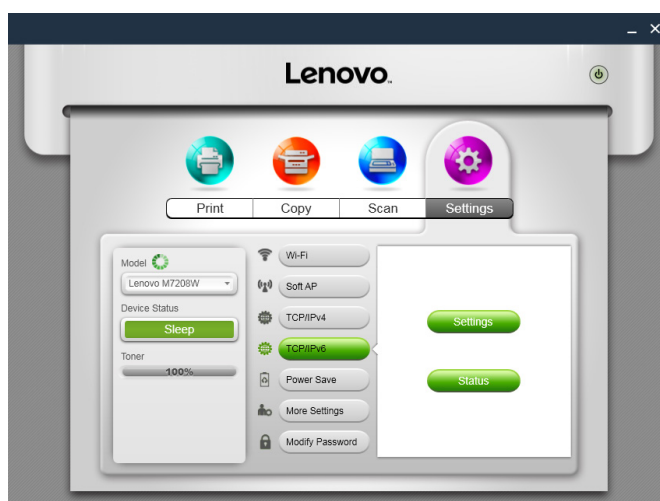 Lenovo
Print
Copy
Scan
Settings
Model
Lenovo M7208W
Device Status
Sleep
Toner
100%
Wi-Fi
Soft AP
TCP/IPv4
TCP/IPv6
Power Save
More Settings
Modify Password
Settings
Status